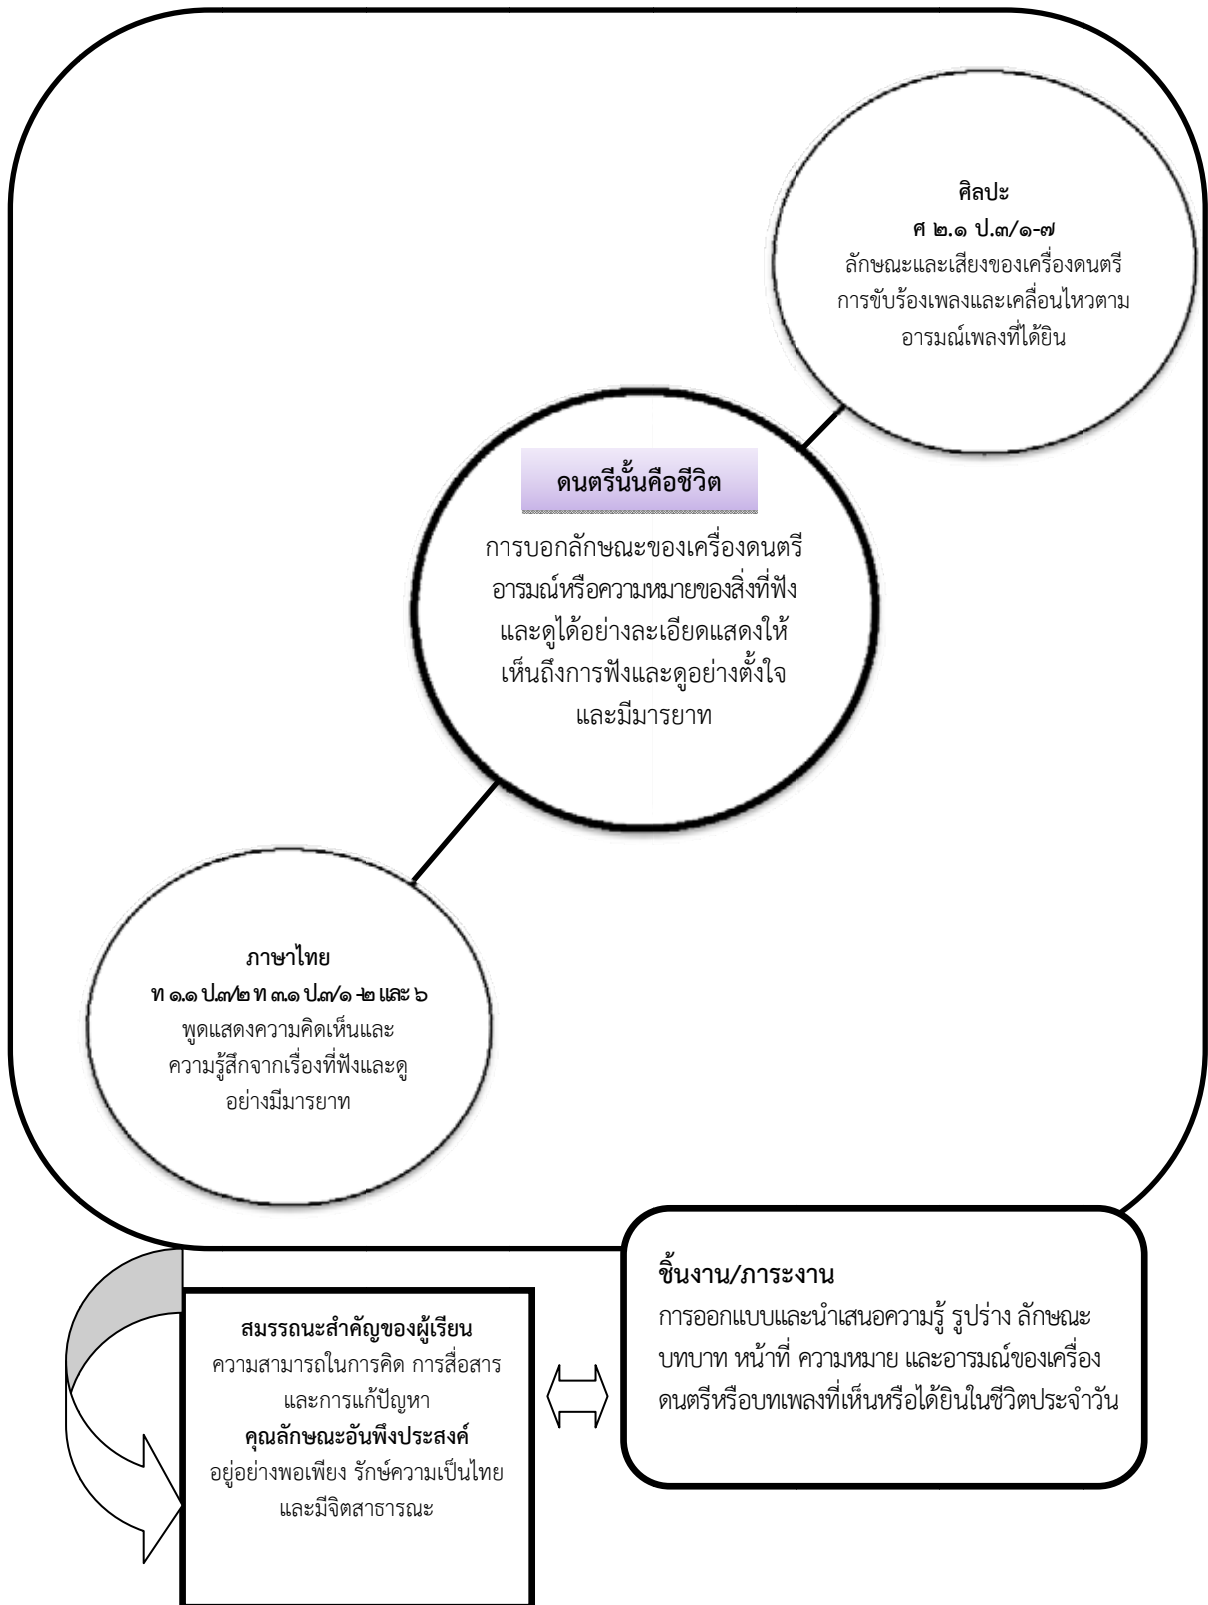 ศิลปะ
ศ ๒.๑ ป.๓/๑-๗
ลักษณะและเสียงของเครื่องดนตรี
การขับร้องเพลงและเคลื่อนไหวตาม
อารมณ์เพลงที่ได้ยิน
ดนตรีนั้นคือชีวิต
การบอกลักษณะของเครื่องดนตรี
อารมณ์หรือความหมายของสิ่งที่ฟัง
และดูได้อย่างละเอียดแสดงให้
เห็นถึงการฟังและดูอย่างตั้งใจ
และมีมารยาท
ภาษาไทย
ท ๑.๑ ป.๓/๒ ท ๓.๑ ป.๓/๑ -๒ และ ๖
พูดแสดงความคิดเห็นและ
ความรู้สึกจากเรื่องที่ฟังและดู
อย่างมีมารยาท
ชิ้นงาน/ภาระงาน
การออกแบบและนำเสนอความรู้ รูปร่าง ลักษณะ
บทบาท หน้าที่ ความหมาย และอารมณ์ของเครื่อง
ดนตรีหรือบทเพลงที่เห็นหรือได้ยินในชีวิตประจำวัน
สมรรถนะสำคัญของผู้เรียน
ความสามารถในการคิด การสื่อสาร
และการแก้ปัญหา
คุณลักษณะอันพึงประสงค์
อยู่อย่างพอเพียง รักษ์ความเป็นไทย
และมีจิตสาธารณะ